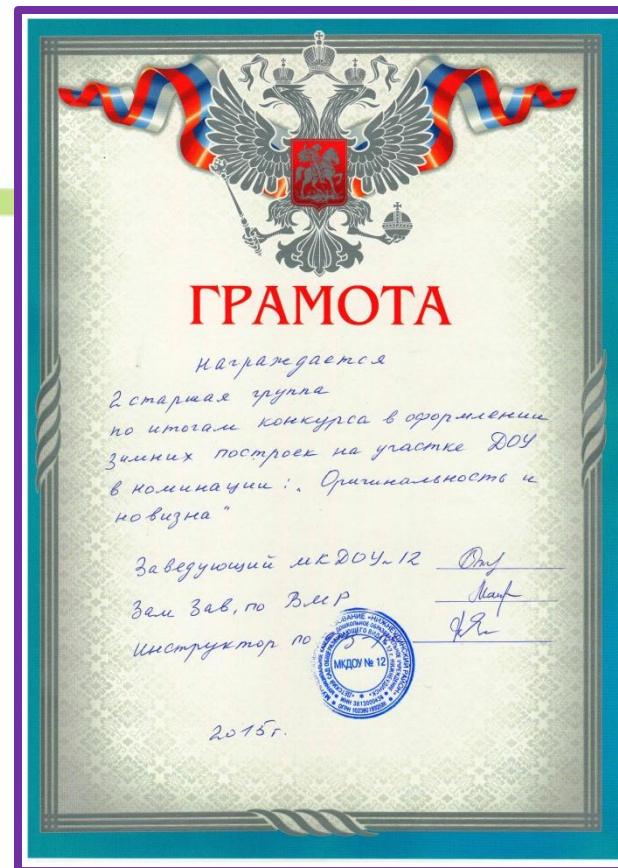 ГРАМОТА
награждается
2 старшая группа
по итогам конкурса в оформлении
зимних построек на участке ДОУ
в номинации: „Оригинальность и
новизна"
Заведующий МКДОУ-12
Зам Зав, по ВМР
инструктор по
МКДОУ № 12
2015г.